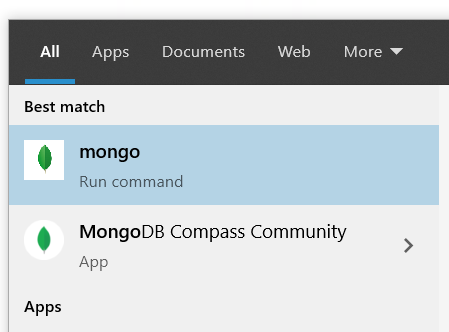 All Apps Documents Web More
Best match
mongo
Run command
MongoDB Compass Community
App
Apps